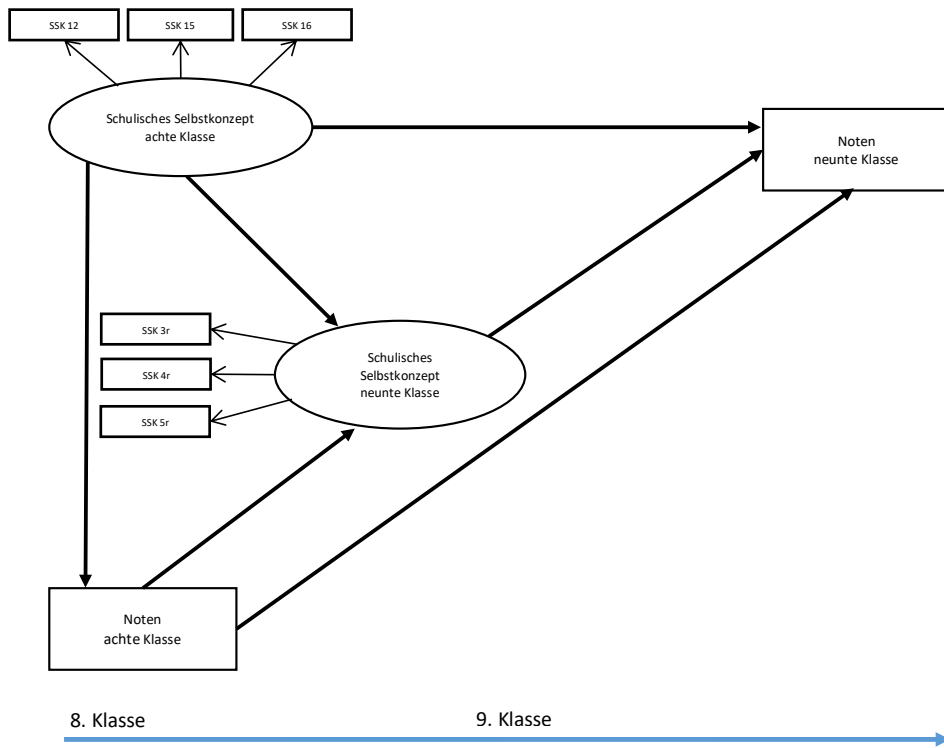 SSK 12
SSK 15
SSK 16
Schulisches Selbstkonzept
achte Klasse
Noten
neunte Klasse
SSK 3r
SSK 4r
SSK 5r
Schulisches
Selbstkonzept
neunte Klasse
Noten
achte Klasse
8. Klasse
9. Klasse